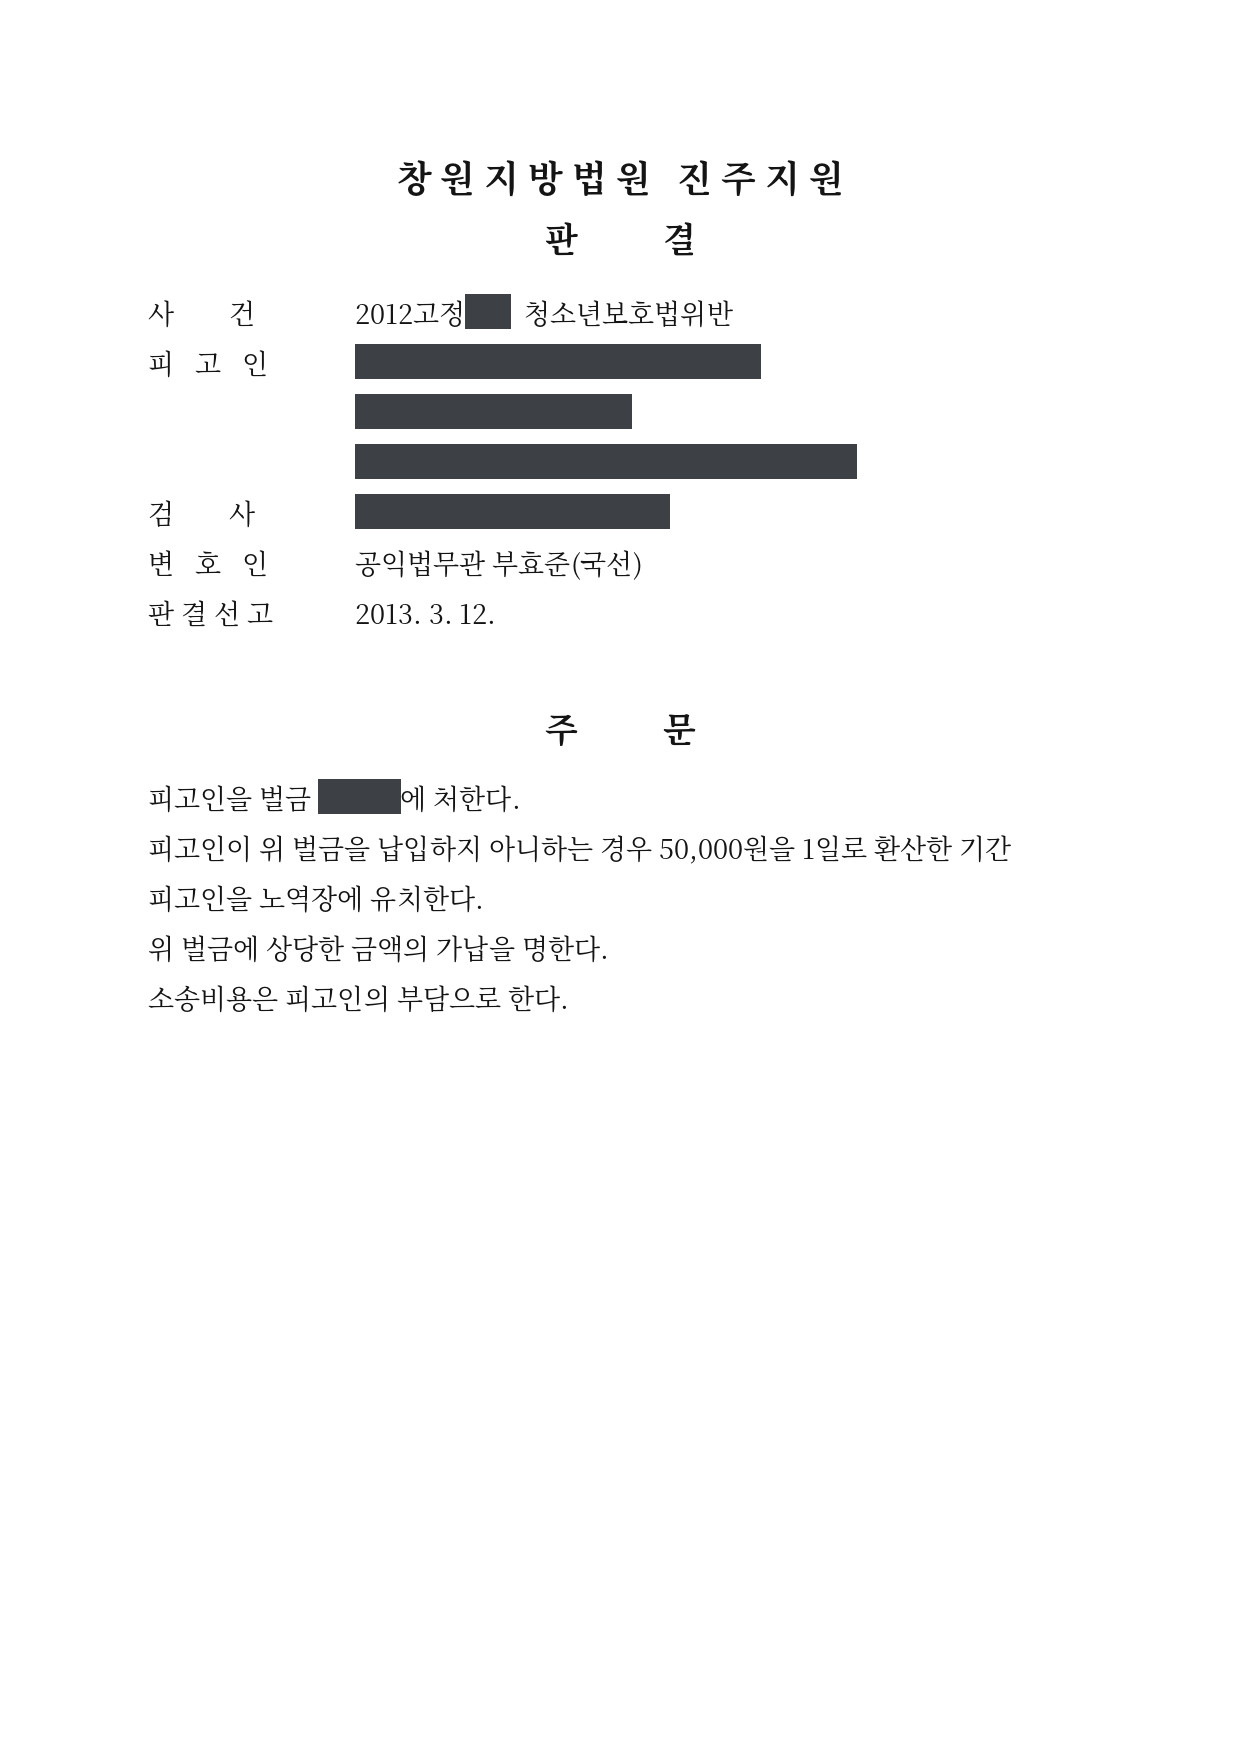 창원지방법원 진주지원
판 결
사 건 2012고정 청소년보호법위반
피 고 인
검 사
변 호 인 공익법무관 부효준(국선)
판결선고 2013. 3. 12.
주 문
피고인을 벌금 에 처한다.
피고인이 위 벌금을 납입하지 아니하는 경우 50,000원을 1일로 환산한 기간
피고인을 노역장에 유치한다.
위 벌금에 상당한 금액의 가납을 명한다.
소송비용은 피고인의 부담으로 한다.